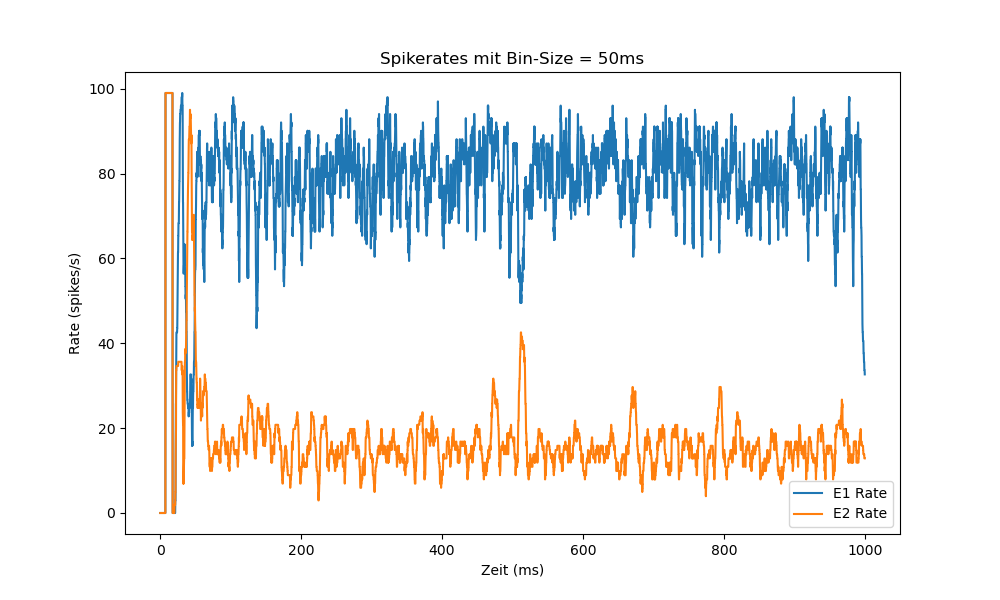 Spikerates mit Bin-Size = 50ms
100
80
60
40
20
0
Rate (spikes/s)
E1 Rate
E2 Rate
0 200 400 600 800 1000
Zeit (ms)